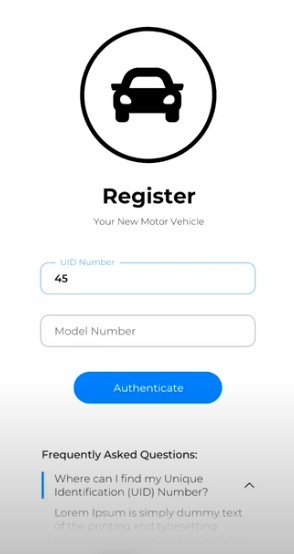 Register
Your New Motor Vehicle
UID Number
45
Model Number
Authenticate
Frequently Asked Questions:
Where can I find my Unique
Identification (UID) Number?
Lorem Ipsum is simply dummy text
of the printing and typesetting